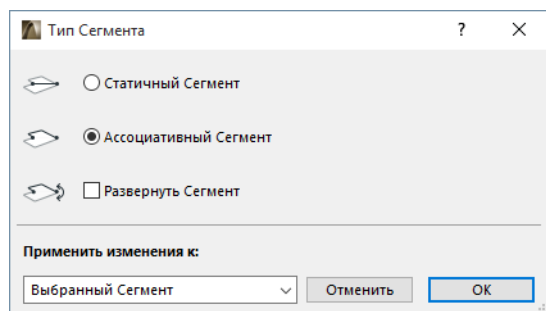 Тип Сегмента ?
Статичный Сегмент
Ассоциативный Сегмент
Развернуть Сегмент
Применить изменения к:
Выбранный Сегмент Отменить OK